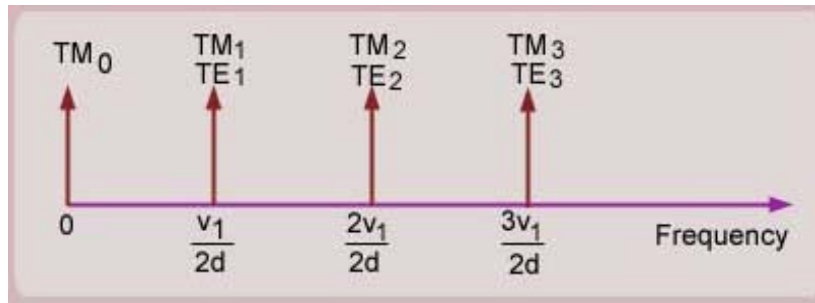 TM0 TM1 TM2 TM3
TE1 TE2 TE3
0 v1 2v1 3v1 Frequency
2d 2d 2d